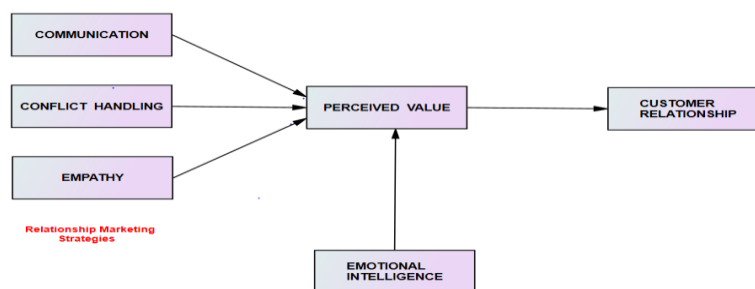 COMMUNICATION
CONFLICT HANDLING
EMPATHY
Relationship Marketing
Strategies
PERCEIVED VALUE
EMOTIONAL
INTELLIGENCE
CUSTOMER
RELATIONSHIP